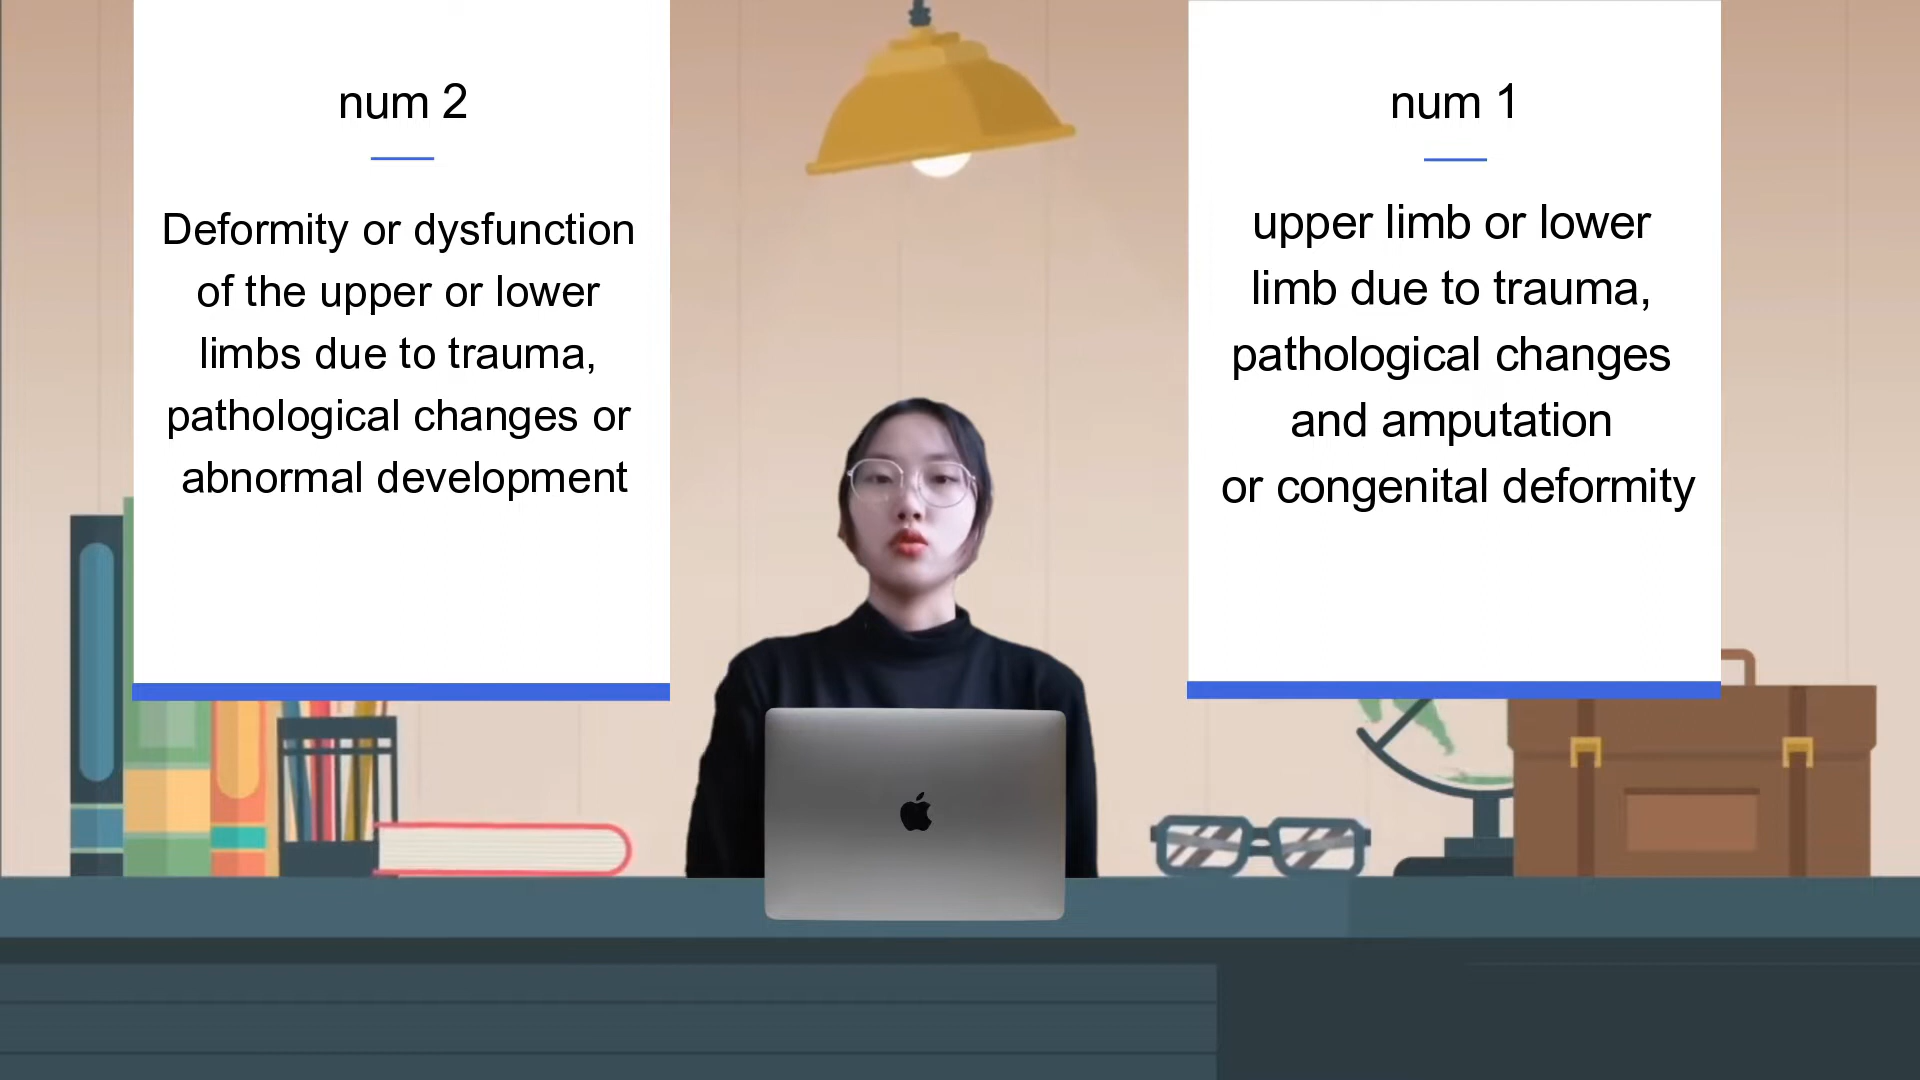 num 2
Deformity or dysfunction
of the upper or lower
limbs due to trauma,
pathological changes or
abnormal development
num 1
upper limb or lower
limb due to trauma,
pathological changes
and amputation
or congenital deformity